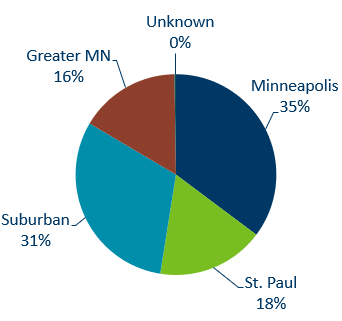 Unknown
0%
Greater MN
16%
Minneapolis
35%
Suburban
31%
St. Paul
18%